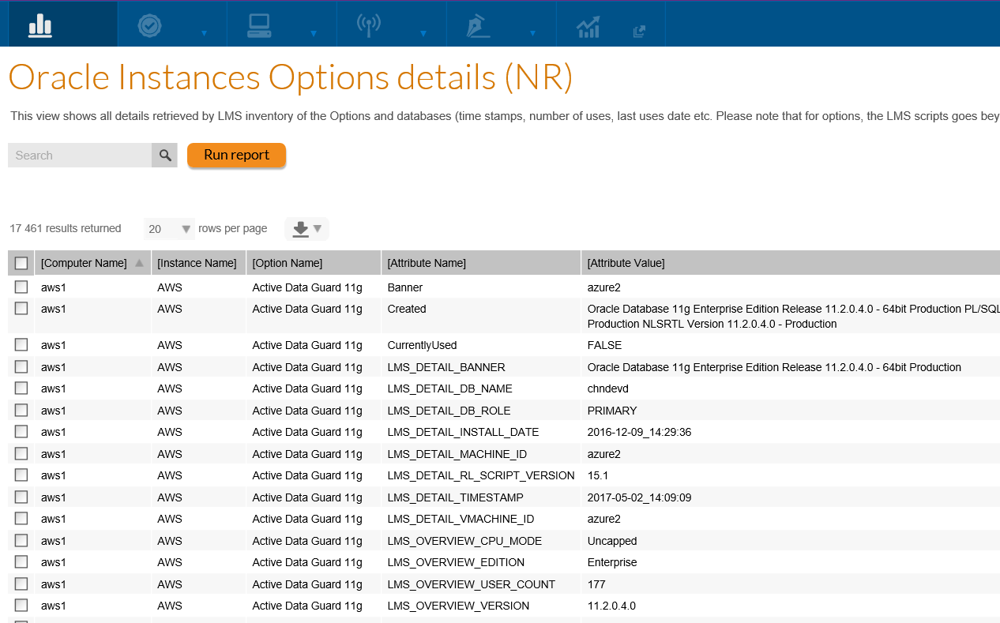 Oracle Instances Options details (NR)
This view shows all details retrieved by LMS inventory of the Options and databases (time stamps, number of uses, last uses date etc. Please note that for options, the LMS scripts goes bey
Search Run report
17 461 results returned 20 rows per page
[Computer Name] [Instance Name] [Option Name] [Attribute Name] [Attribute Value]
aws1 AWS Active Data Guard 11g Banner azure2
aws1 AWS Active Data Guard 11g Created Oracle Database 11g Enterprise Edition Release 11.2.0.4.0 - 64bit Production PL/SQL
Production NLSRTL Version 11.2.0.4.0 - Production
aws1 AWS Active Data Guard 11g CurrentlyUsed FALSE
aws1 AWS Active Data Guard 11g LMS_DETAIL_BANNER Oracle Database 11g Enterprise Edition Release 11.2.0.4.0 - 64bit Production
aws1 AWS Active Data Guard 11g LMS_DETAIL_DB_NAME chndevd
aws1 AWS Active Data Guard 11g LMS_DETAIL_DB_ROLE PRIMARY
aws1 AWS Active Data Guard 11g LMS_DETAIL_INSTALL_DATE 2016-12-09_14:29:36
aws1 AWS Active Data Guard 11g LMS_DETAIL_MACHINE_ID azure2
aws1 AWS Active Data Guard 11g LMS_DETAIL_RL_SCRIPT_VERSION 15.1
aws1 AWS Active Data Guard 11g LMS_DETAIL_TIMESTAMP 2017-05-02_14:09:09
aws1 AWS Active Data Guard 11g LMS_DETAIL_VMACHINE_ID azure2
aws1 AWS Active Data Guard 11g LMS_OVERVIEW_CPU_MODE Uncapped
aws1 AWS Active Data Guard 11g LMS_OVERVIEW_EDITION Enterprise
aws1 AWS Active Data Guard 11g LMS_OVERVIEW_USER_COUNT 177
aws1 AWS Active Data Guard 11g LMS_OVERVIEW_VERSION 11.2.0.4.0